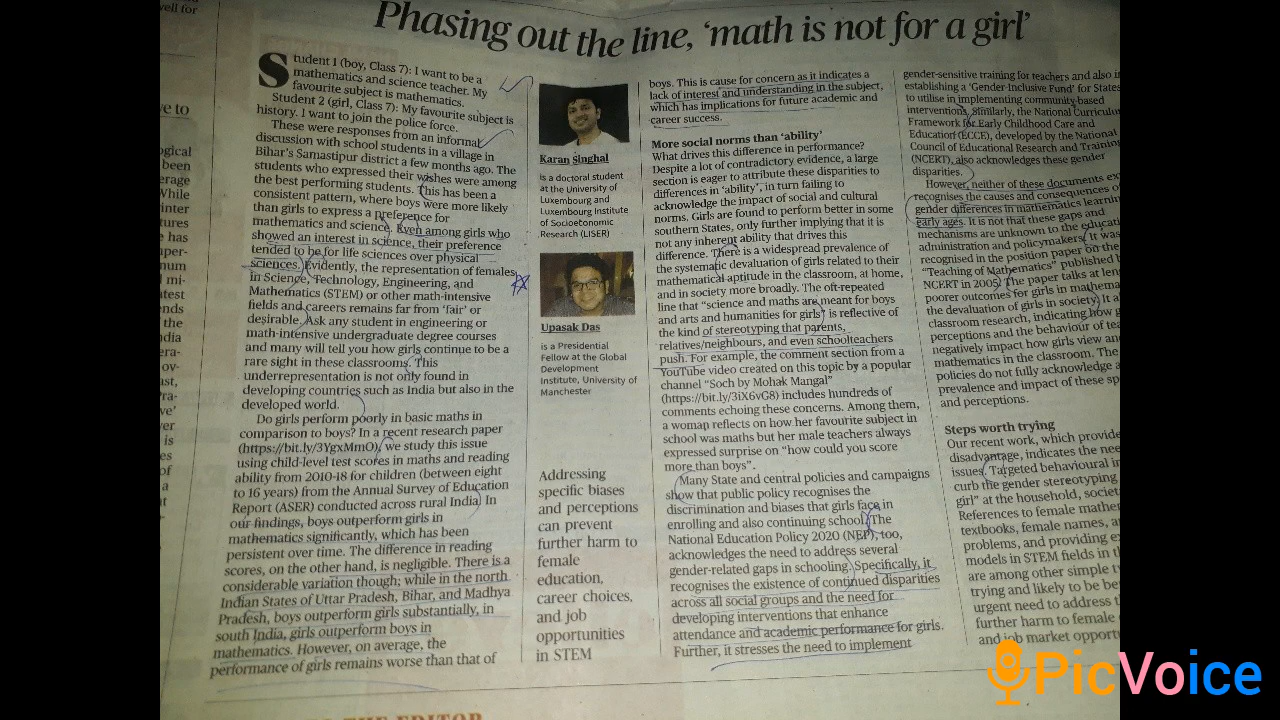 Phasing out the line, 'math is not for a girl'
Student 1 (boy, Class 7): I want to be a
mathematics and science teacher. My
favourite subject is mathematics.
Student 2 (girl, Class 7): My favourite subject is
history. I want to join the police force.
These were responses from an informal
discussion with school students in a village in
Bihar's Samastipur district a few months ago. The
students who expressed their wishes were among
the best performing students. This has been a
consistent pattern, where boys were more likely
than girls to express a preference for
mathematics and science. Even among girls who
showed an interest in science, their preference
tended to be for life sciences over physical
sciences. Evidently, the representation of females
in Science, Technology, Engineering, and
Mathematics (STEM) or other math-intensive
fields and careers remains far from 'fair' or
desirable. Ask any student in engineering or
math-intensive undergraduate degree courses
and many will tell you how girls continue to be a
rare sight in these classrooms. This
underrepresentation is not only found in
developing countries such as India but also in the
developed world.
Do girls perform poorly in basic maths in
comparison to boys? In a recent research paper
(https://bit.ly/3YgxMmO), we study this issue
using child-level test scores in maths and reading
ability from 2010-18 for children (between eight
to 16 years) from the Annual Survey of Education
Report (ASER) conducted across rural India. In
our findings, boys outperform girls in
mathematics significantly, which has been
persistent over time. The difference in reading
scores, on the other hand, is negligible. There is a
considerable variation though; while in the north
Indian States of Uttar Pradesh, Bihar, and Madhya
Pradesh, boys outperform girls substantially, in
south India, girls outperform boys in
mathematics. However, on average, the
performance of girls remains worse than that of
Karan Singhal
is a doctoral student
at the University of
Luxembourg and
Luxembourg Institute
of Socioeconomic
Research (LISER)
Upasak Das
is a Presidential
Fellow at the Global
Development
Institute, University of
Manchester
Addressing
specific biases
and perceptions
can prevent
further harm to
female
education,
career choices,
and job
opportunities
in STEM
boys. This is cause for concern as it indicates a
lack of interest and understanding in the subject,
which has implications for future academic and
career success.
More social norms than 'ability'
What drives this difference in performance?
Despite a lot of contradictory evidence, a large
section is eager to attribute these disparities to
differences in 'ability', in turn failing to
acknowledge the impact of social and cultural
norms. Girls are found to perform better in some
southern States, only further implying that it is
not any inherent ability that drives this
difference. There is a widespread prevalence of
the systematic devaluation of girls related to their
mathematical aptitude in the classroom, at home,
and in society more broadly. The oft-repeated
line that "science and maths are meant for boys
and arts and humanities for girls" is reflective of
the kind of stereotyping that parents,
relatives/neighbours, and even schoolteachers
push. For example, the comment section from a
YouTube video created on this topic by a popular
channel "Soch by Mohak Mangal"
(https://bit.ly/3iX6vG8) includes hundreds of
comments echoing these concerns. Among them,
a woman reflects on how her favourite subject in
school was maths but her male teachers always
expressed surprise on "how could you score
more than boys".
Many State and central policies and campaigns
show that public policy recognises the
discrimination and biases that girls face in
enrolling and also continuing school. The
National Education Policy 2020 (NEP), too,
acknowledges the need to address several
gender-related gaps in schooling. Specifically, it
recognises the existence of continued disparities
across all social groups and the need for
developing interventions that enhance
attendance and academic performance for girls.
Further, it stresses the need to implement
gender-sensitive training for teachers and also in
establishing a 'Gender-Inclusive Fund' for States
to utilise in implementing community-based
interventions. Similarly, the National Curriculum
Framework for Early Childhood Care and
Education (ECCE), developed by the National
Council of Educational Research and Training
(NCERT), also acknowledges these gender
disparities.
However, neither of these documents
recognises the causes and consequences of
gender differences in mathematics
early ages. It is not that these gaps and
mechanisms are unknown to the
administration and policymakers. It was
recognised in the position paper on the
"Teaching of Mathematics" published
NCERT in 2005. The paper talks at
poorer outcomes for girls in
the devaluation of girls in society. It
classroom research, indicating how
perceptions and the behaviour of
negatively impact how girls view
mathematics in the classroom. The
policies do not fully acknowledge
prevalence and impact of these
and perceptions.
Steps worth trying
Our recent work, which
disadvantage, indicates the
issues. Targeted behavioural
curb the gender stereotyping
girl" at the household,
References to female
textbooks, female names,
problems, and providing
models in STEM fields in
are among other simple
trying and likely to be
urgent need to address
further harm to female
and job market
PicVoice